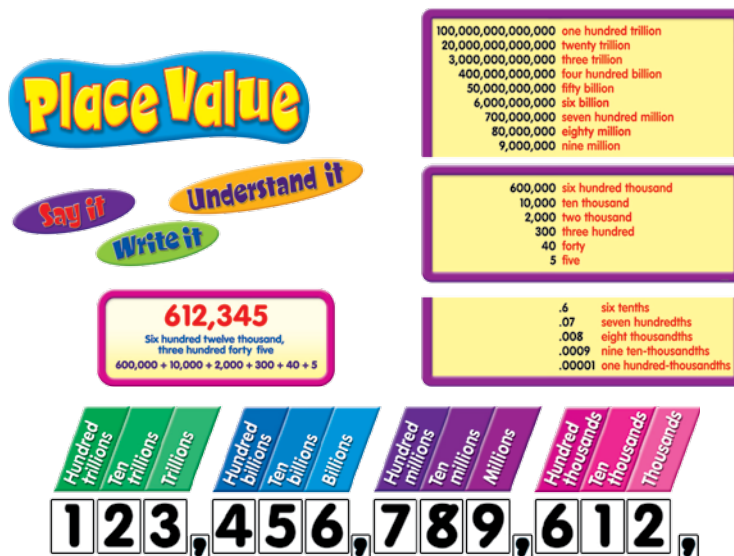 Place Value
Say it
Understand it
Write it
612,345
Six hundred twelve thousand,
three hundred forty five
600,000 + 10,000 + 2,000 + 300 + 40 + 5
100,000,000,000,000 one hundred trillion
20,000,000,000,000 twenty trillion
3,000,000,000,000 three trillion
400,000,000,000 four hundred billion
50,000,000,000 fifty billion
6,000,000,000 six billion
700,000,000 seven hundred million
80,000,000 eighty million
9,000,000 nine million
600,000 six hundred thousand
10,000 ten thousand
2,000 two thousand
300 three hundred
40 forty
5 five
.6 six tenths
.07 seven hundredths
.008 eight thousandths
.0009 nine ten-thousandths
.00001 one hundred-thousandths
Hundred
trillions
Ten
trillions
Trillions
Hundred
billions
Ten
billions
Billions
Hundred
millions
Ten
millions
Millions
Hundred
thousands
Ten
thousands
Thousands
123,456,789,612,